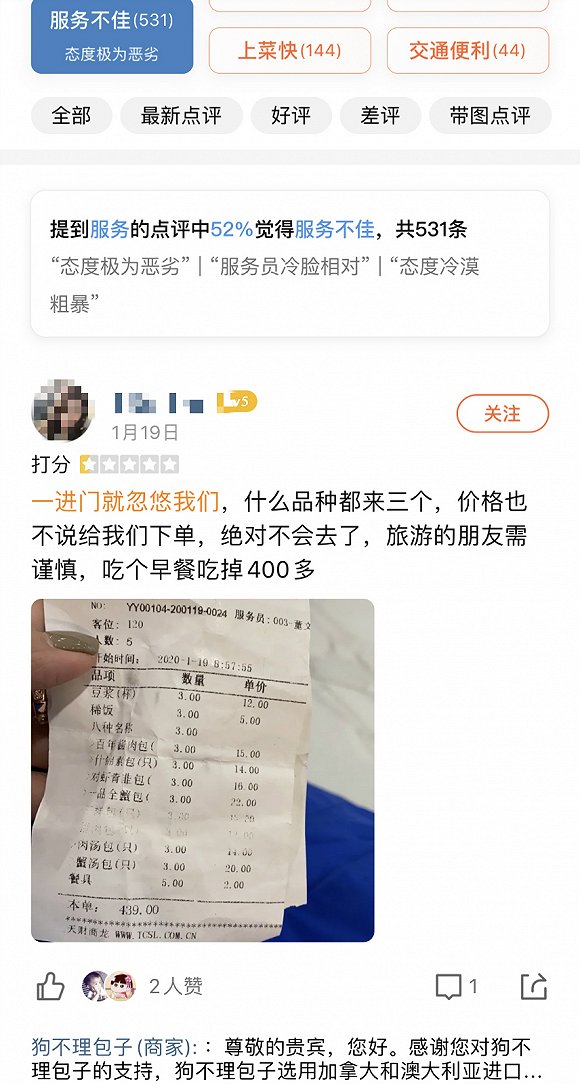 服务不佳(531)
态度极为恶劣
上菜快(144)
交通便利(44)
全部
最新点评
好评
差评
带图点评
提到服务的点评中52%觉得服务不佳，共531条
“态度极为恶劣”｜“服务员冷脸相对”｜“态度冷漠
粗暴”
关注
1月19日
打分
一进门就忽悠我们，什么品种都来三个，价格也
不说给我们下单，绝对不会去了，旅游的朋友需
谨慎，吃个早餐吃掉400多
NO: YY00104-200119-0024 服务员:003-董文
客位: 120
人数: 5
开始时间: 2020-1-19 8:57:55
品项 数量 单价
豆浆(杯) 3.00 12.00
稀饭 3.00 5.00
八种名称 3.00
百年酱肉包( 3.00 15.00
什锦素包(只) 3.00 14.00
对虾青韭包( 3.00 16.00
一品全蟹包( 3.00 22.00
3.00
3.00
肉汤包(只) 3.00 14.00
蟹汤包(只) 3.00 20.00
餐具 5.00 2.00
本单: 439.00
天财商龙 WWW.TCSL.COM.CN
2人赞
1
狗不理包子(商家):：尊敬的贵宾，您好。感谢您对狗不
理包子的支持，狗不理包子选用加拿大和澳大利亚进口...